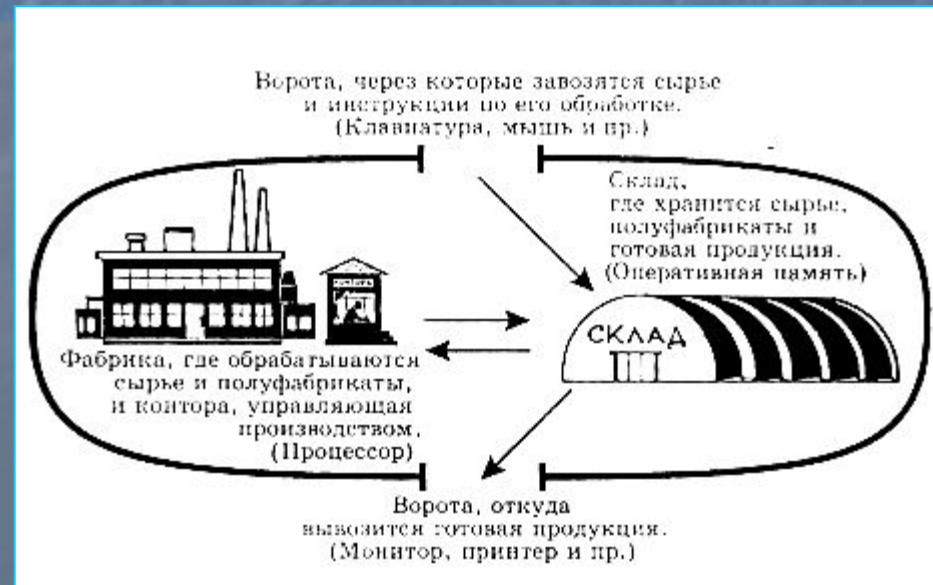 Ворота, через которые завозятся сырье
и инструкции по его обработке.
(Клавиатура, мышь и пр.)
Склад,
где хранится сырье,
полуфабрикаты и
готовая продукция.
(Оперативная память)
КОНТОРА
СКЛАД
Фабрика, где обрабатываются
сырье и полуфабрикаты,
и контора, управляющая
производством.
(Процессор)
Ворота, откуда
вывозится готовая продукция.
(Монитор, принтер и пр.)